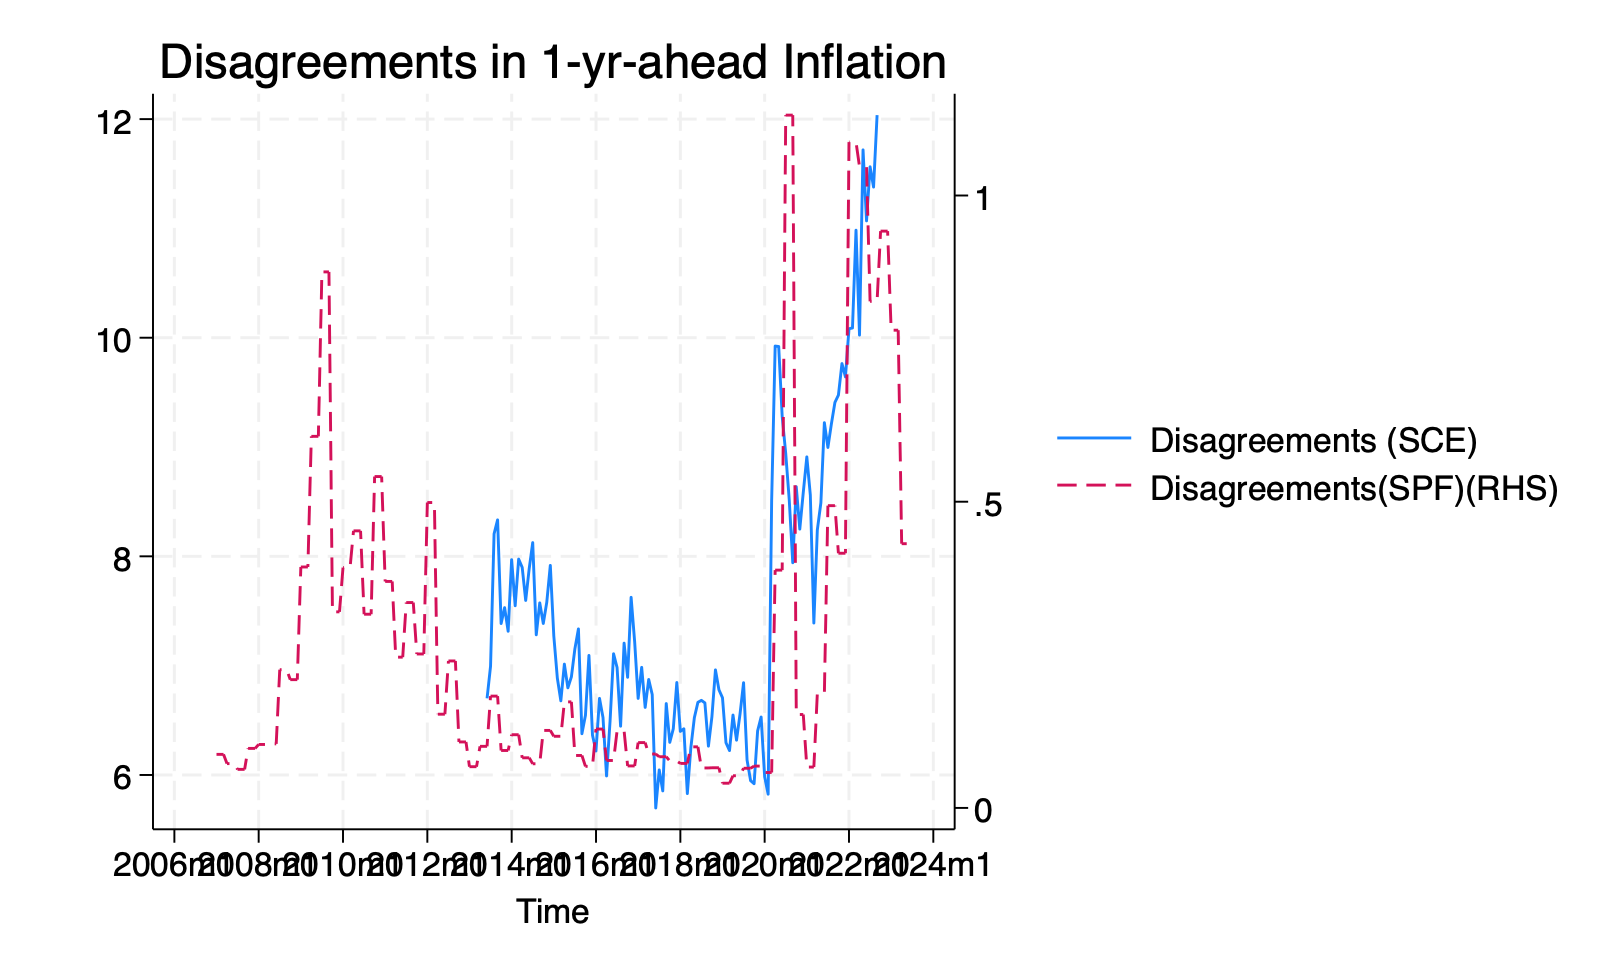 Disagreements in 1-yr-ahead Inflation
12
10
8
6
1
.5
0
2006m1
2008m1
2010m1
2012m1
2014m1
2016m1
2018m1
2020m1
2022m1
2024m1
Time
Disagreements (SCE)
Disagreements(SPF)(RHS)